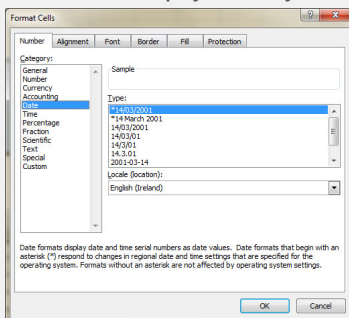 Format Cells
Number Alignment Font Border Fill Protection
Category:
General
Number
Currency
Accounting
Date
Time
Percentage
Fraction
Scientific
Text
Special
Custom
Sample
Type:
*14/03/2001
*14 March 2001
14/03/2001
14/03/01
14/3/01
14.3.01
2001-03-14
Locale (location):
English (Ireland)
Date formats display date and time serial numbers as date values. Date formats that begin with an
asterisk (*) respond to changes in regional date and time settings that are specified for the
operating system. Formats without an asterisk are not affected by operating system settings.
OK Cancel